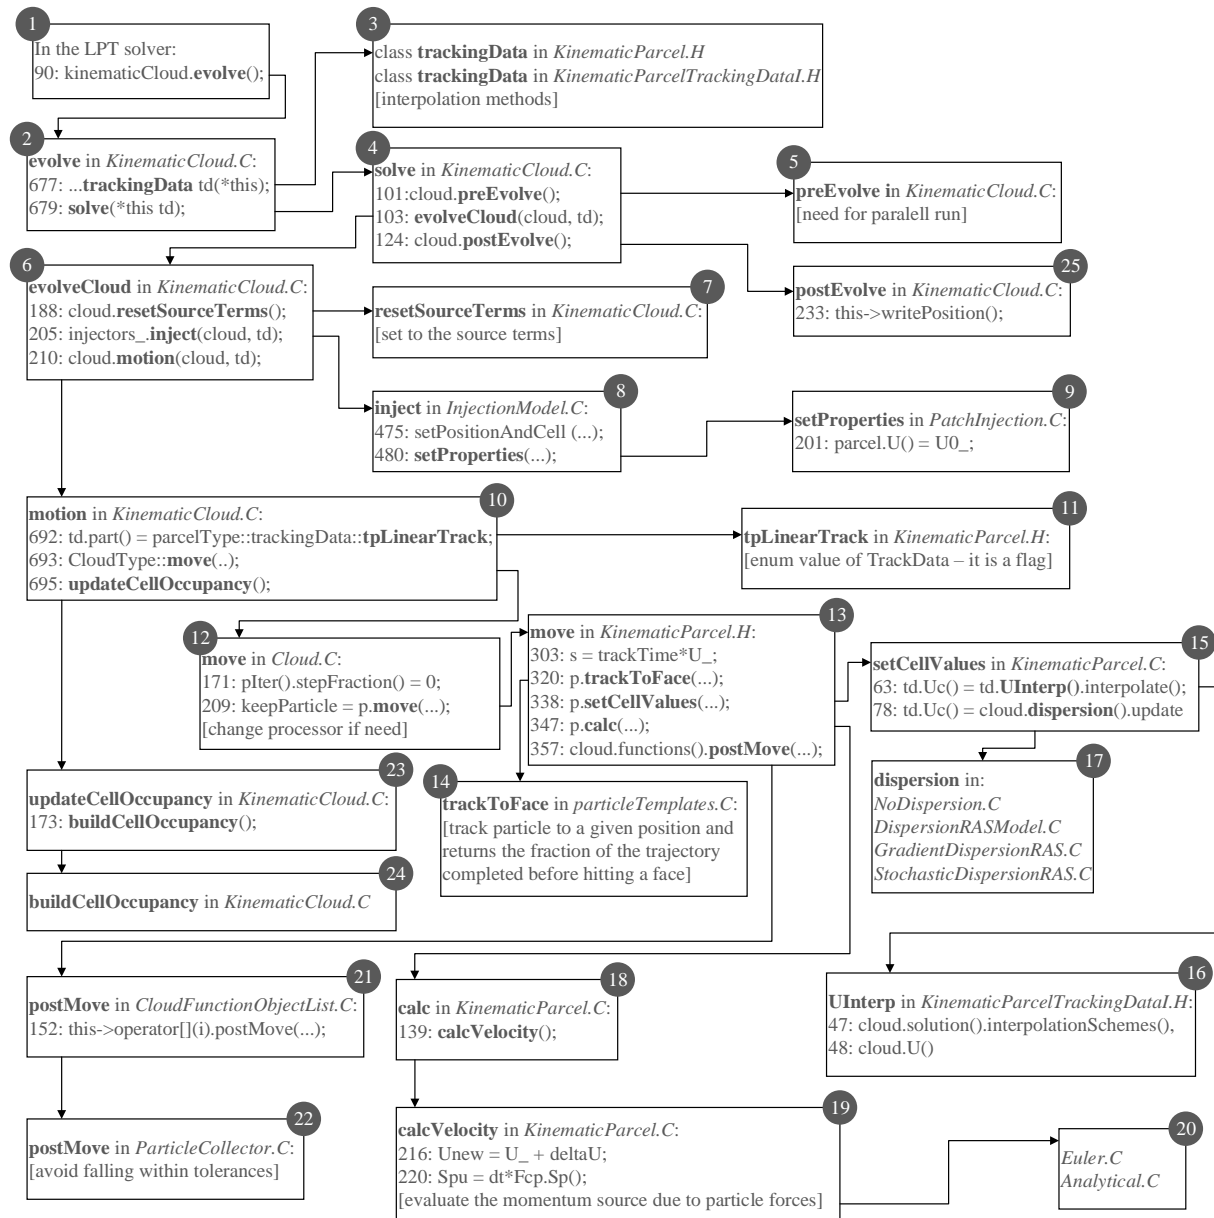 1
In the LPT solver:
90: kinematicCloud.evolve();
2
evolve in KinematicCloud.C:
677: ...trackingData td(*this);
679: solve(*this td);
3
class trackingData in KinematicParcel.H
class trackingData in KinematicParcelTrackingDataI.H
[interpolation methods]
4
solve in KinematicCloud.C:
101:cloud.preEvolve();
103: evolveCloud(cloud, td);
124: cloud.postEvolve();
5
preEvolve in KinematicCloud.C:
[need for paralell run]
6
evolveCloud in KinematicCloud.C:
188: cloud.resetSourceTerms();
205: injectors_.inject(cloud, td);
210: cloud.motion(cloud, td);
7
resetSourceTerms in KinematicCloud.C:
[set to the source terms]
25
postEvolve in KinematicCloud.C:
233: this->writePosition();
8
inject in InjectionModel.C:
475: setPositionAndCell (...);
480: setProperties(...);
9
setProperties in PatchInjection.C:
201: parcel.U() = U0_;
10
motion in KinematicCloud.C:
692: td.part() = parcelType::trackingData::tpLinearTrack;
693: CloudType::move(..);
695: updateCellOccupancy();
11
tpLinearTrack in KinematicParcel.H:
[enum value of TrackData – it is a flag]
12
move in Cloud.C:
171: pIter().stepFraction() = 0;
209: keepParticle = p.move(...);
[change processor if need]
13
move in KinematicParcel.H:
303: s = trackTime*U_;
320: p.trackToFace(...);
338: p.setCellValues(...);
347: p.calc(...);
357: cloud.functions().postMove(...);
15
setCellValues in KinematicParcel.C:
63: td.Uc() = td.UInterp().interpolate();
78: td.Uc() = cloud.dispersion().update
14
trackToFace in particleTemplates.C:
[track particle to a given position and
returns the fraction of the trajectory
completed before hitting a face]
17
dispersion in:
NoDispersion.C
DispersionRASModel.C
GradientDispersionRAS.C
StochasticDispersionRAS.C
23
updateCellOccupancy in KinematicCloud.C:
173: buildCellOccupancy();
24
buildCellOccupancy in KinematicCloud.C
21
postMove in CloudFunctionObjectList.C:
152: this->operator[](i).postMove(...);
18
calc in KinematicParcel.C:
139: calcVelocity();
16
UInterp in KinematicParcelTrackingDataI.H:
47: cloud.solution().interpolationSchemes(),
48: cloud.U()
22
postMove in ParticleCollector.C:
[avoid falling within tolerances]
19
calcVelocity in KinematicParcel.C:
216: Unew = U_ + deltaU;
220: Spu = dt*Fcp.Sp();
[evaluate the momentum source due to particle forces]
20
Euler.C
Analytical.C